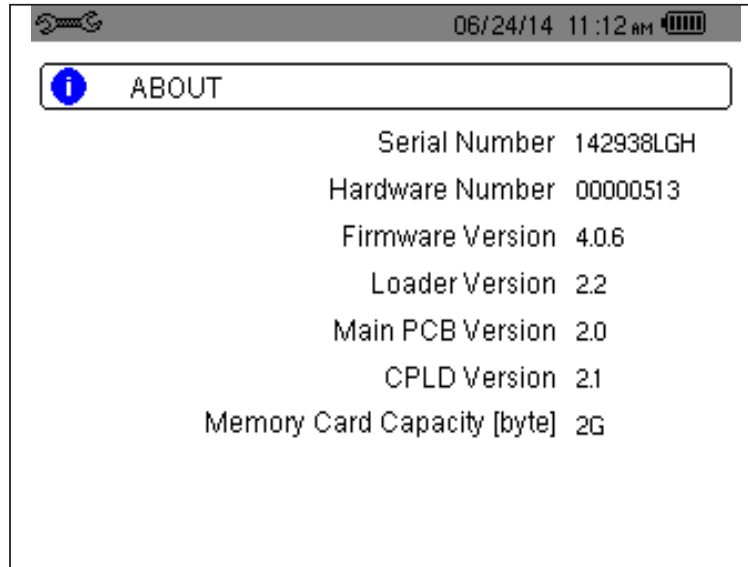 06/24/14 11:12 AM
ABOUT
Serial Number 142938LGH
Hardware Number 00000513
Firmware Version 4.0.6
Loader Version 2.2
Main PCB Version 2.0
CPLD Version 2.1
Memory Card Capacity [byte] 2G